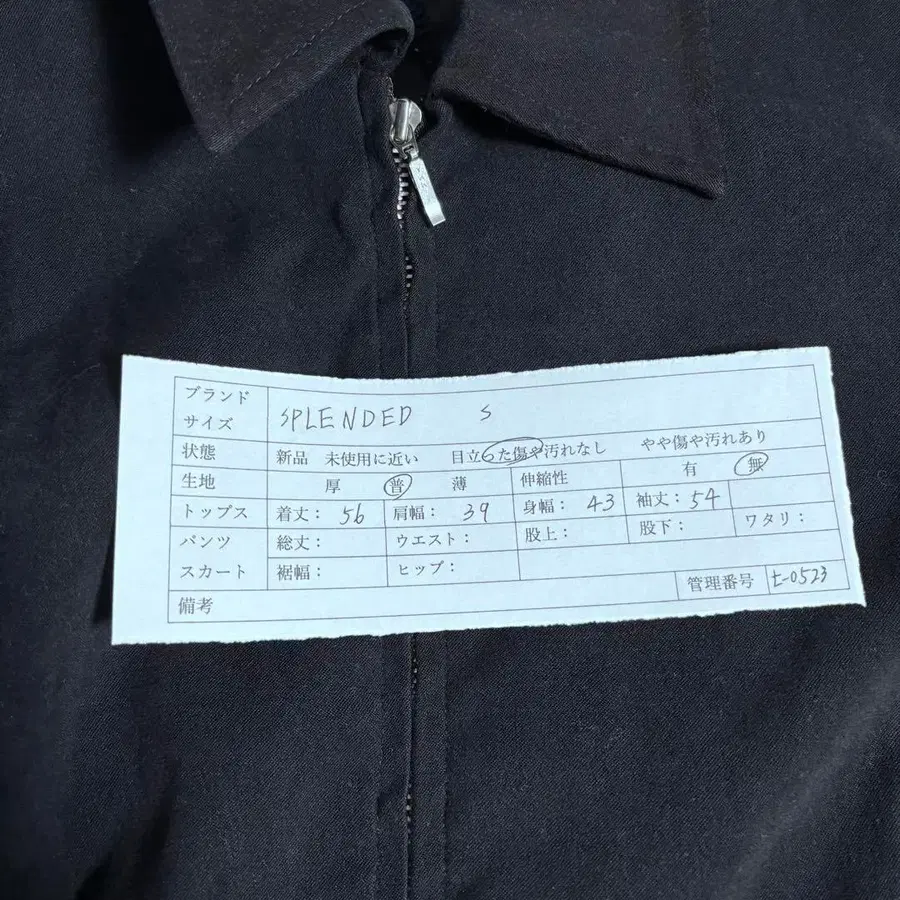 ブランド
サイズ SPLENDED S
状態 新品 未使用に近い 目立った傷や汚れなし やや傷や汚れあり
生地 厚 普 薄 伸縮性 有 無
トップス 着丈: 56 肩幅: 39 身幅: 43 袖丈: 54
パンツ 総丈: ウエスト: 股上: 股下: ワタリ:
スカート 裾幅: ヒップ:
備考 管理番号 t-0523